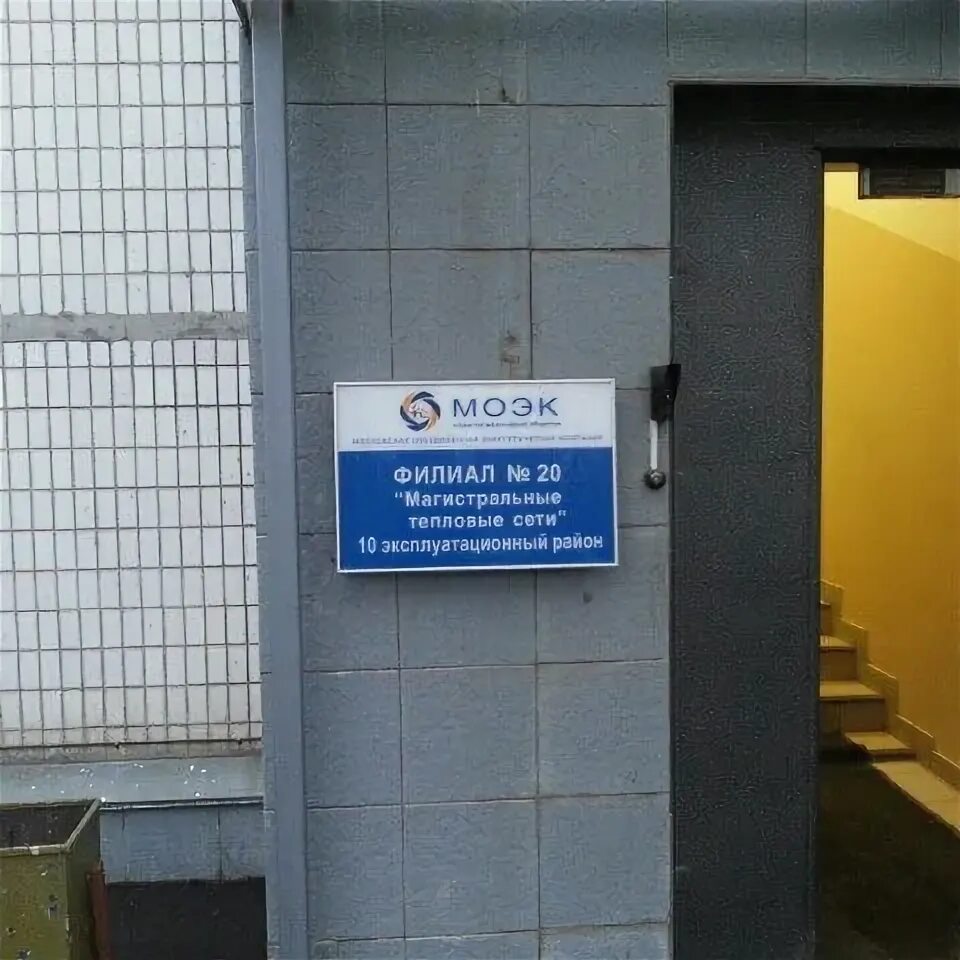 МОЭК
ФИЛИАЛ № 20
"Магистральные
тепловые сети"
10 эксплуатационный район